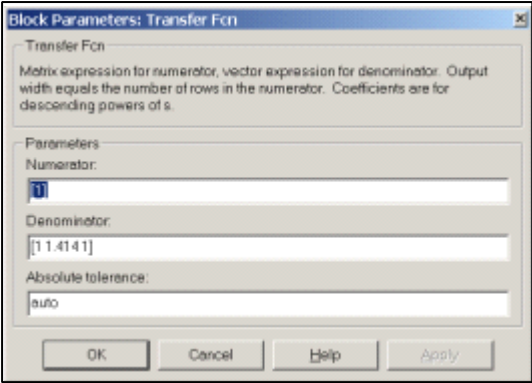 Block Parameters: Transfer Fcn
Transfer Fcn
Matrix expression for numerator, vector expression for denominator. Output
width equals the number of rows in the numerator. Coefficients are for
descending powers of s.
Parameters
Numerator:
[1]
Denominator:
[1 1.414 1]
Absolute tolerance:
auto
OK Cancel Help Apply